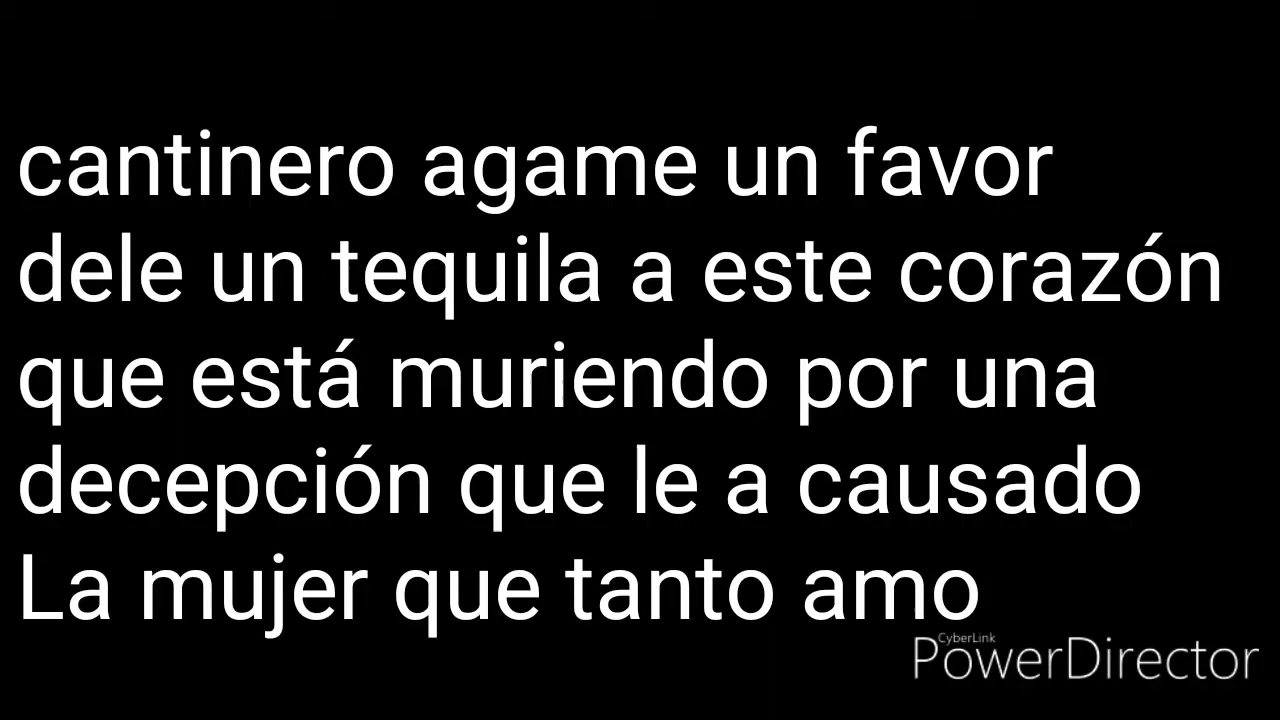 cantinero agame un favor
dele un tequila a este corazón
que está muriendo por una
decepción que le a causado
La mujer que tanto amo
CyberLink
PowerDirector